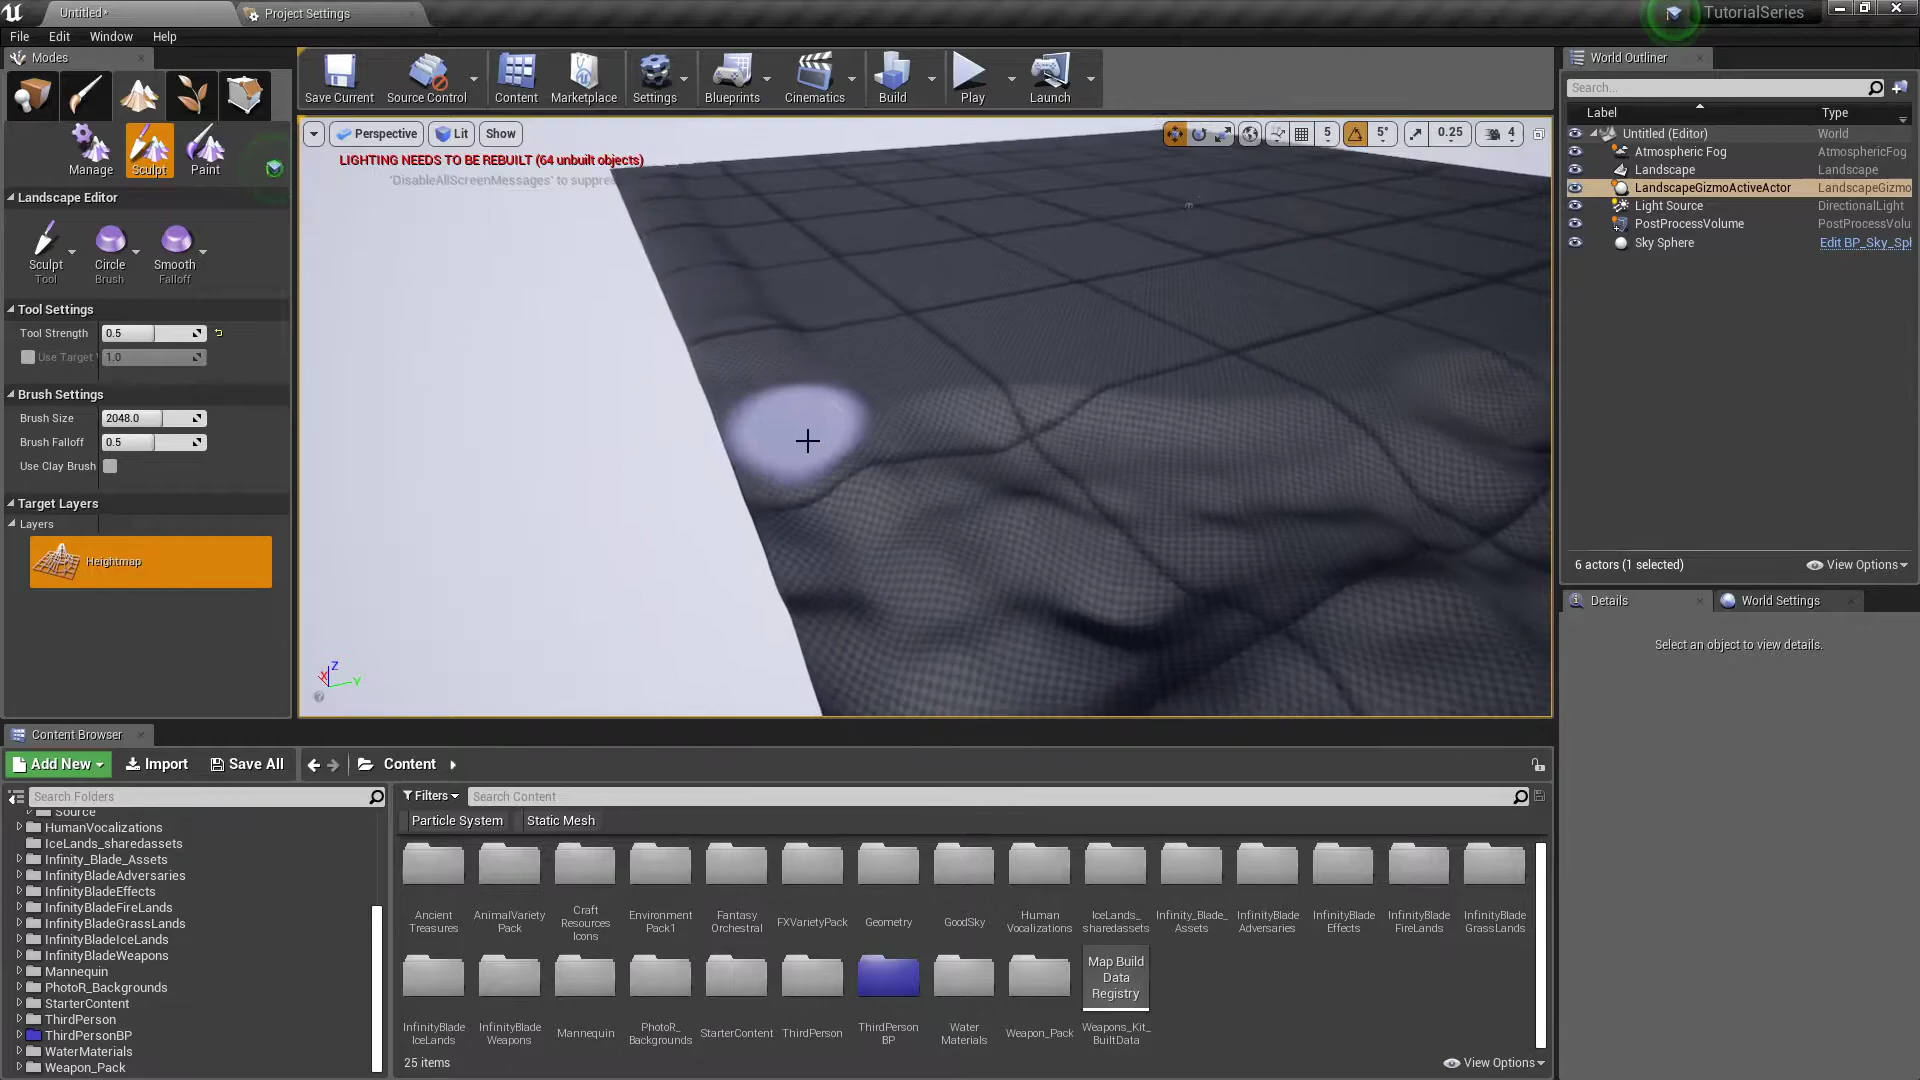 Untitled*
Project Settings
TutorialSeries
File Edit Window Help
Modes
Save Current
Source Control
Content
Marketplace
Settings
Blueprints
Cinematics
Build
Play
Launch
World Outliner
Search...
Label Type
Untitled (Editor) World
Atmospheric Fog AtmosphericFog
Landscape Landscape
LandscapeGizmoActiveActor LandscapeGizmo
Light Source DirectionalLight
PostProcessVolume PostProcessVolu
Sky Sphere Edit BP_Sky_Sph
6 actors (1 selected) View Options
Details
World Settings
Select an object to view details.
Manage
Sculpt
Paint
Landscape Editor
Sculpt
Tool
Circle
Brush
Smooth
Falloff
Tool Settings
Tool Strength 0.5
Use Target 1.0
Brush Settings
Brush Size 2048.0
Brush Falloff 0.5
Use Clay Brush
Target Layers
Layers
Heightmap
Perspective Lit Show
5 5° 0.25 4
LIGHTING NEEDS TO BE REBUILT (64 unbuilt objects)
'DisableAllScreenMessages' to suppre
Z
X
Y
Content Browser
Add New Import Save All Content
Search Folders
Source
HumanVocalizations
IceLands_sharedassets
Infinity_Blade_Assets
InfinityBladeAdversaries
InfinityBladeEffects
InfinityBladeFireLands
InfinityBladeGrassLands
InfinityBladeIceLands
InfinityBladeWeapons
Mannequin
PhotoR_Backgrounds
StarterContent
ThirdPerson
ThirdPersonBP
WaterMaterials
Weapon_Pack
Filters
Search Content
Particle System
Static Mesh
Ancient
Treasures
AnimalVariety
Pack
Craft
Resources
Icons
Environment
Pack1
Fantasy
Orchestral
FXVarietyPack
Geometry
GoodSky
Human
Vocalizations
IceLands_
sharedassets
Infinity_Blade_
Assets
InfinityBlade
Adversaries
InfinityBlade
Effects
InfinityBlade
FireLands
InfinityBlade
GrassLands
InfinityBlade
IceLands
InfinityBlade
Weapons
Mannequin
PhotoR_
Backgrounds
StarterContent
ThirdPerson
ThirdPerson
BP
Water
Materials
Weapon_Pack
Map Build
Data
Registry
Weapons_Kit_
BuiltData
25 items
View Options